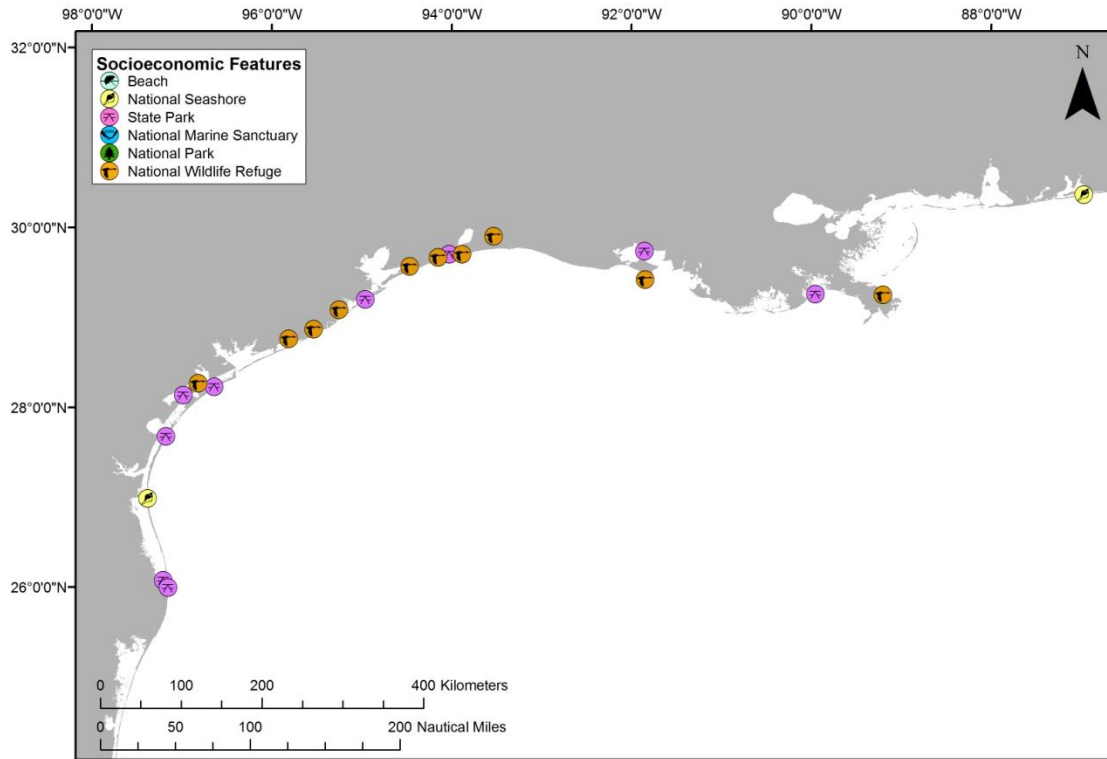 98°0'0"W 96°0'0"W 94°0'0"W 92°0'0"W 90°0'0"W 88°0'0"W
32°0'0"N
Socioeconomic Features
Beach
National Seashore
State Park
National Marine Sanctuary
National Park
National Wildlife Refuge
N
30°0'0"N
28°0'0"N
26°0'0"N
0 100 200 400 Kilometers
0 50 100 200 Nautical Miles